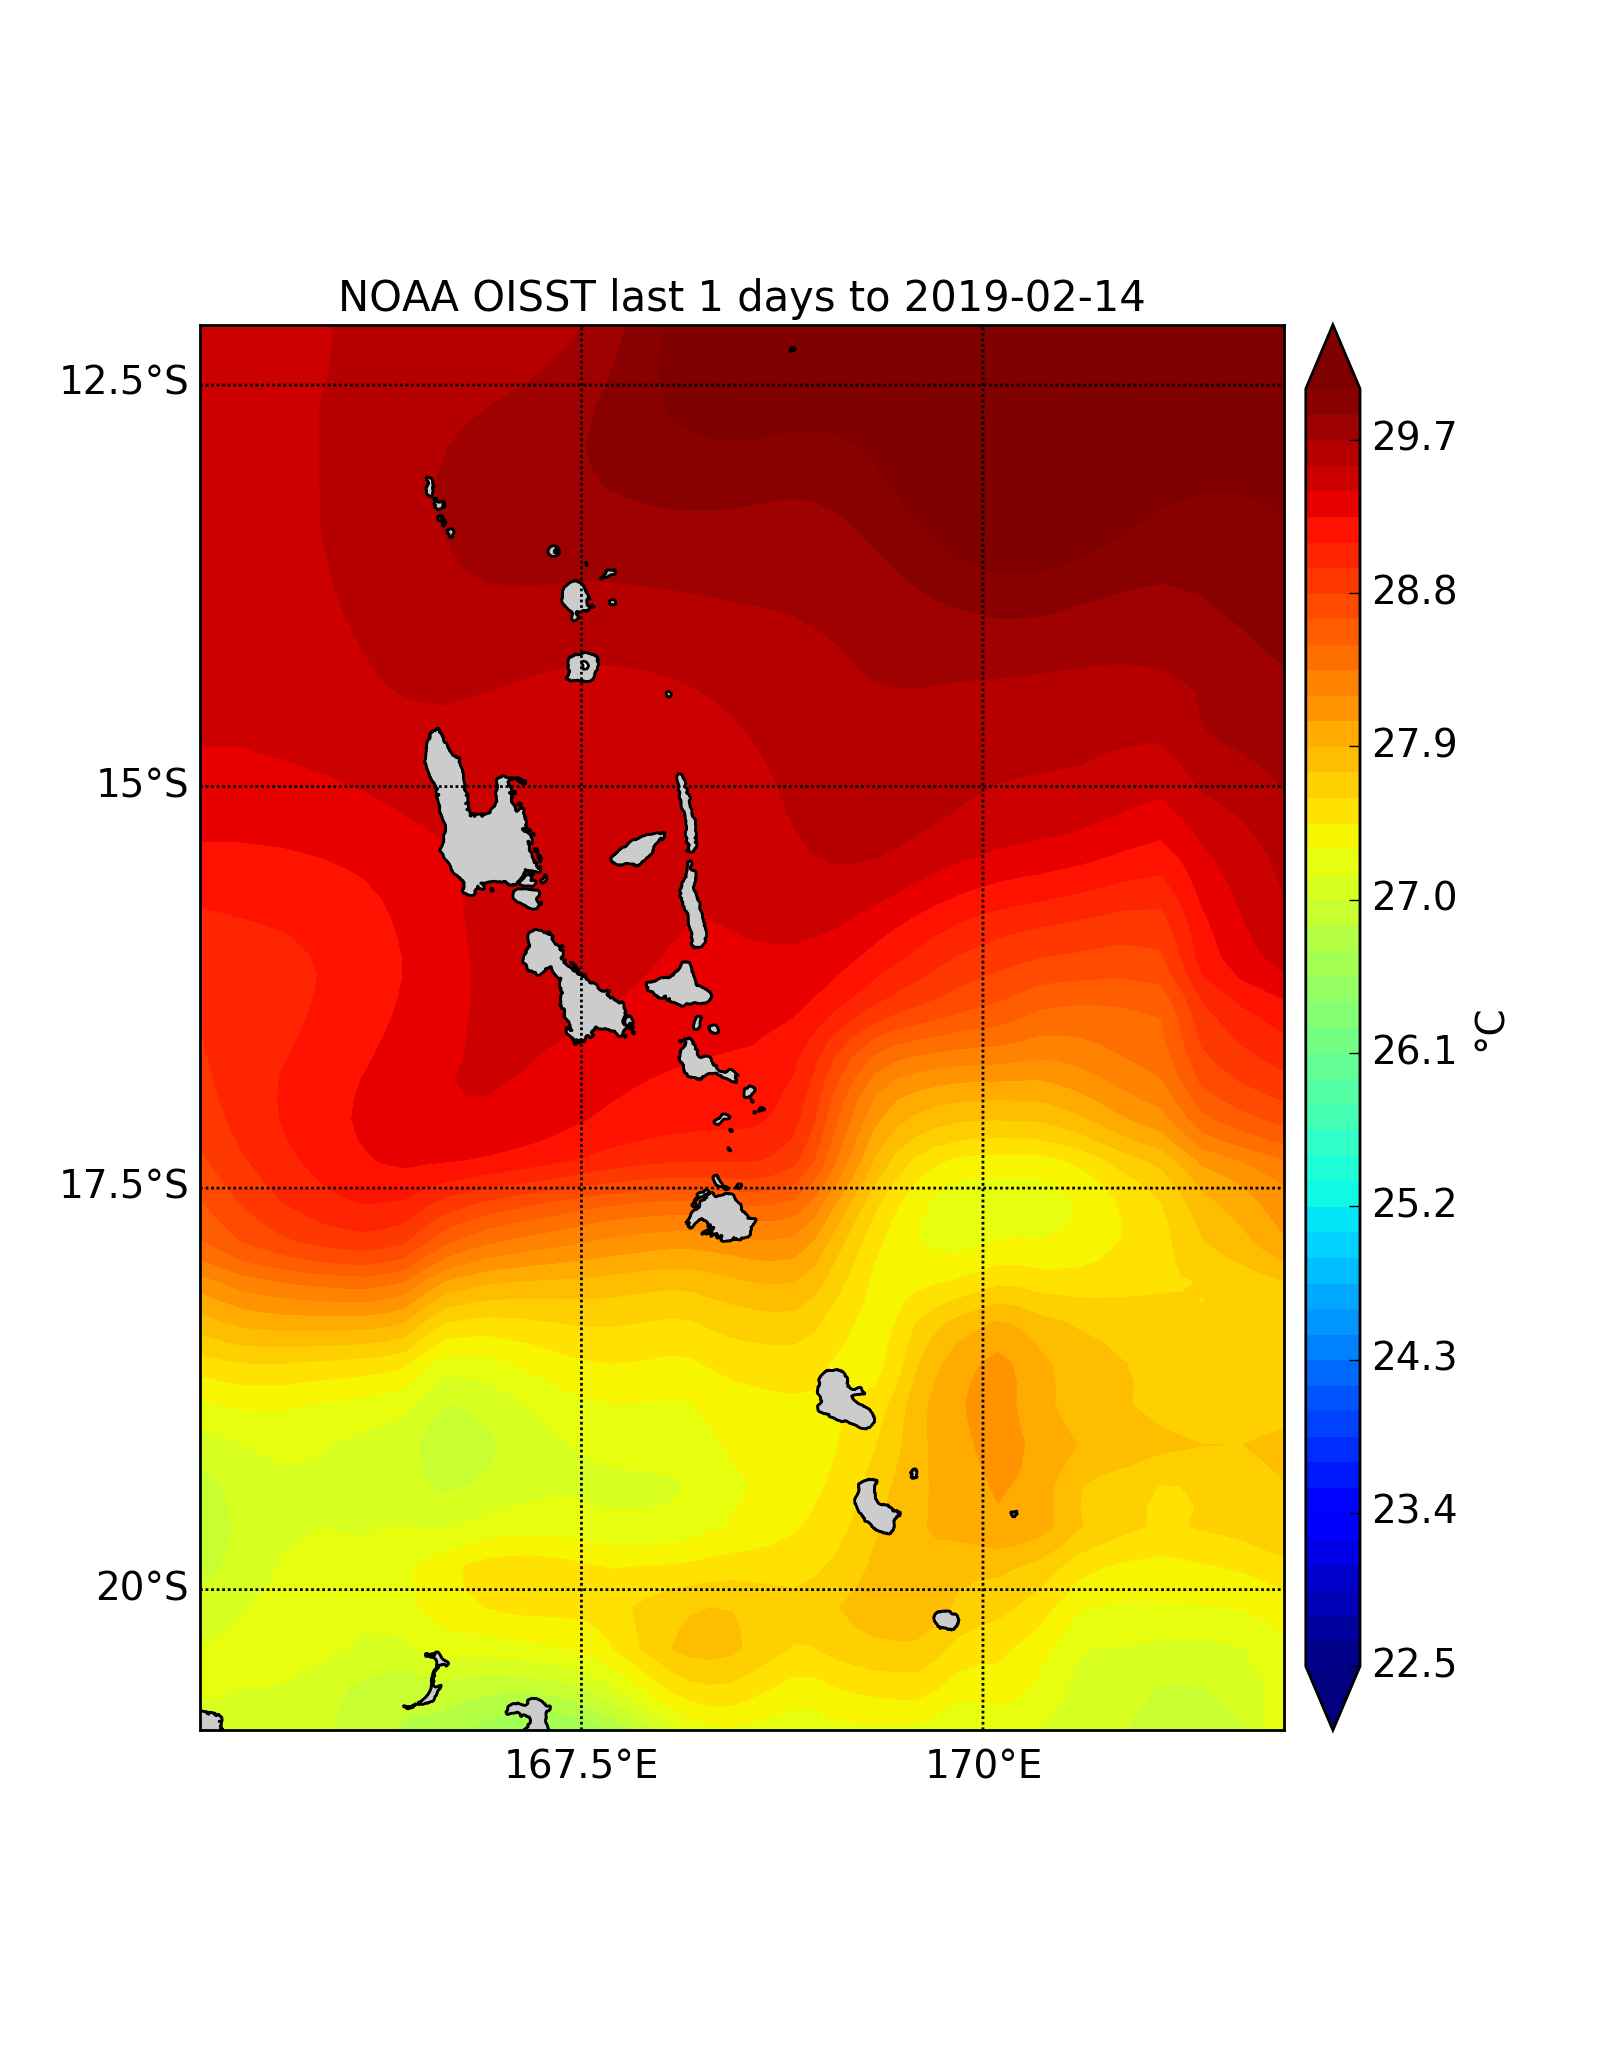 NOAA OISST last 1 days to 2019-02-14
12.5°S
15°S
17.5°S
20°S
167.5°E
170°E
29.7
28.8
27.9
27.0
26.1
25.2
24.3
23.4
22.5
°C